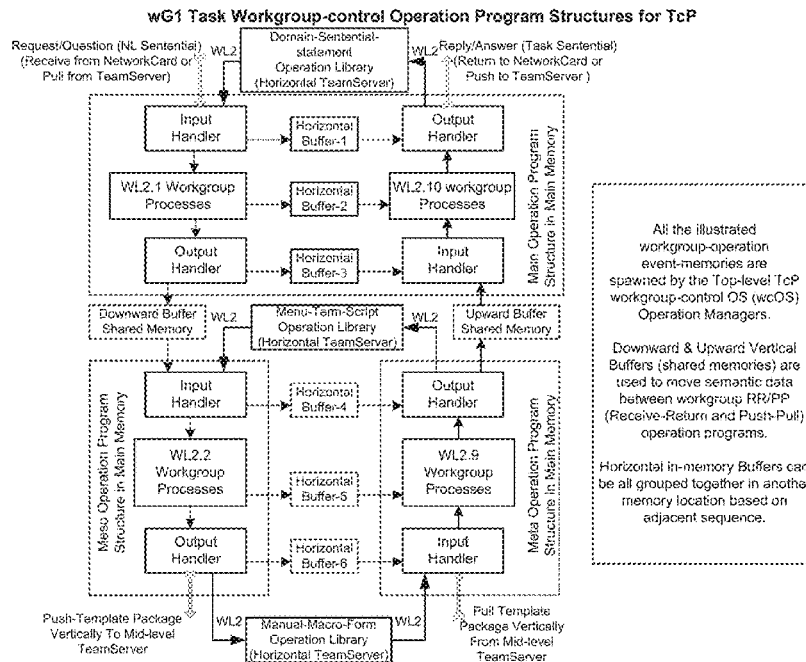 wG1 Task Workgroup-control Operation Program Structures for TcP
Request/Question (NL Sentential)
(Receive from NetworkCard or
Pull from TeamServer)
WL2
Domain-Sentential-
statement
Operation Library
(Horizontal TeamServer)
WL2
Reply/Answer (Task Sentential)
(Return to NetworkCard or
Push to TeamServer )
Input
Handler
Horizontal
Buffer-1
Output
Handler
WL2.1 Workgroup
Processes
Horizontal
Buffer-2
WL2.10 workgroup
Processes
Output
Handler
Horizontal
Buffer-3
Input
Handler
Main Operation Program
Structure in Main Memory
Downward Buffer
Shared Memory
WL2
Menu-Term-Script
Operation Library
(Horizontal TeamServer)
WL2
Upward Buffer
Shared Memory
Meso Operation Program
Structure in Main Memory
Input
Handler
Horizontal
Buffer-4
Output
Handler
WL2.2
Workgroup
Processes
Horizontal
Buffer-5
WL2.9
Workgroup
Processes
Output
Handler
Horizontal
Buffer-6
Input
Handler
Meta Operation Program
Structure in Main Memory
Push-Template Package
Vertically To Mid-level
TeamServer
WL2
Manual-Macro-Form
Operation Library
(Horizontal TeamServer)
WL2
Pull Template
Package Vertically
From Mid-level
TeamServer
All the illustrated
workgroup-operation
event-memories are
spawned by the Top-level TcP
workgroup-control OS (wcOS)
Operation Managers.
Downward & Upward Vertical
Buffers (shared memories) are
used to move semantic data
between workgroup RR/PP
(Receive-Return and Push-Pull)
operation programs.
Horizontal in-memory Buffers can
be all grouped together in another
memory location based on
adjacent sequence.